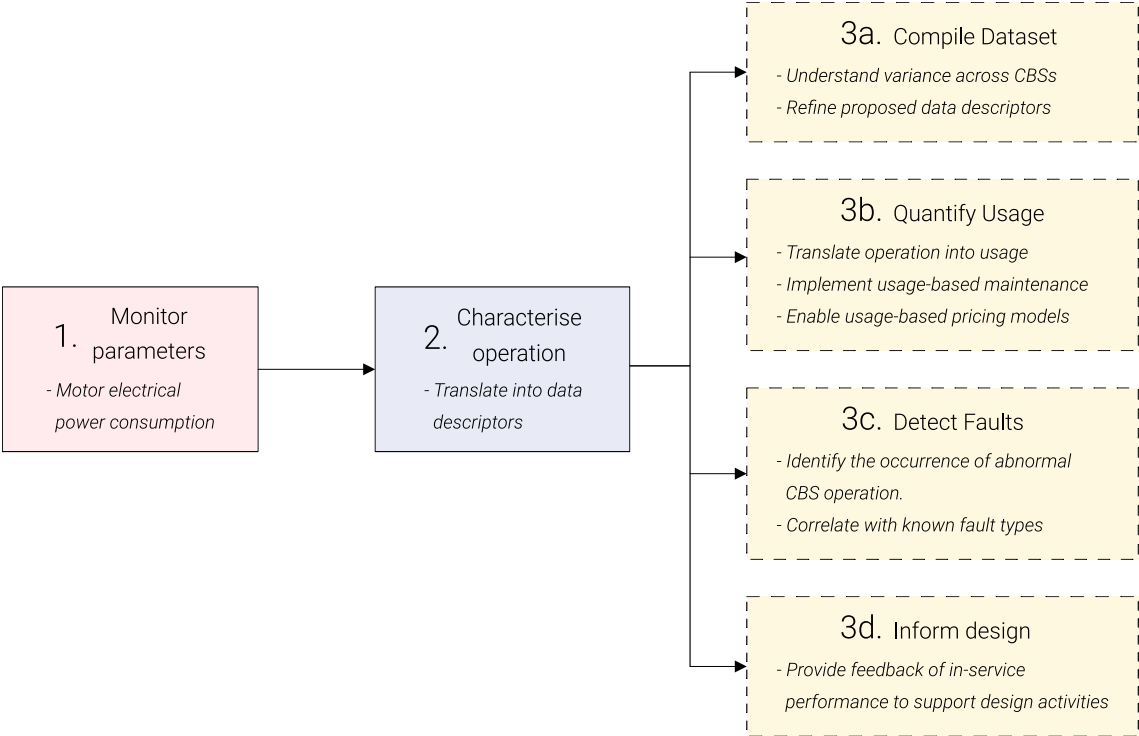 1. Monitor
parameters
- Motor electrical
power consumption
2. Characterise
operation
- Translate into data
descriptors
3a. Compile Dataset
- Understand variance across CBSs
- Refine proposed data descriptors
3b. Quantify Usage
- Translate operation into usage
- Implement usage-based maintenance
- Enable usage-based pricing models
3c. Detect Faults
- Identify the occurrence of abnormal
CBS operation.
- Correlate with known fault types
3d. Inform design
- Provide feedback of in-service
performance to support design activities